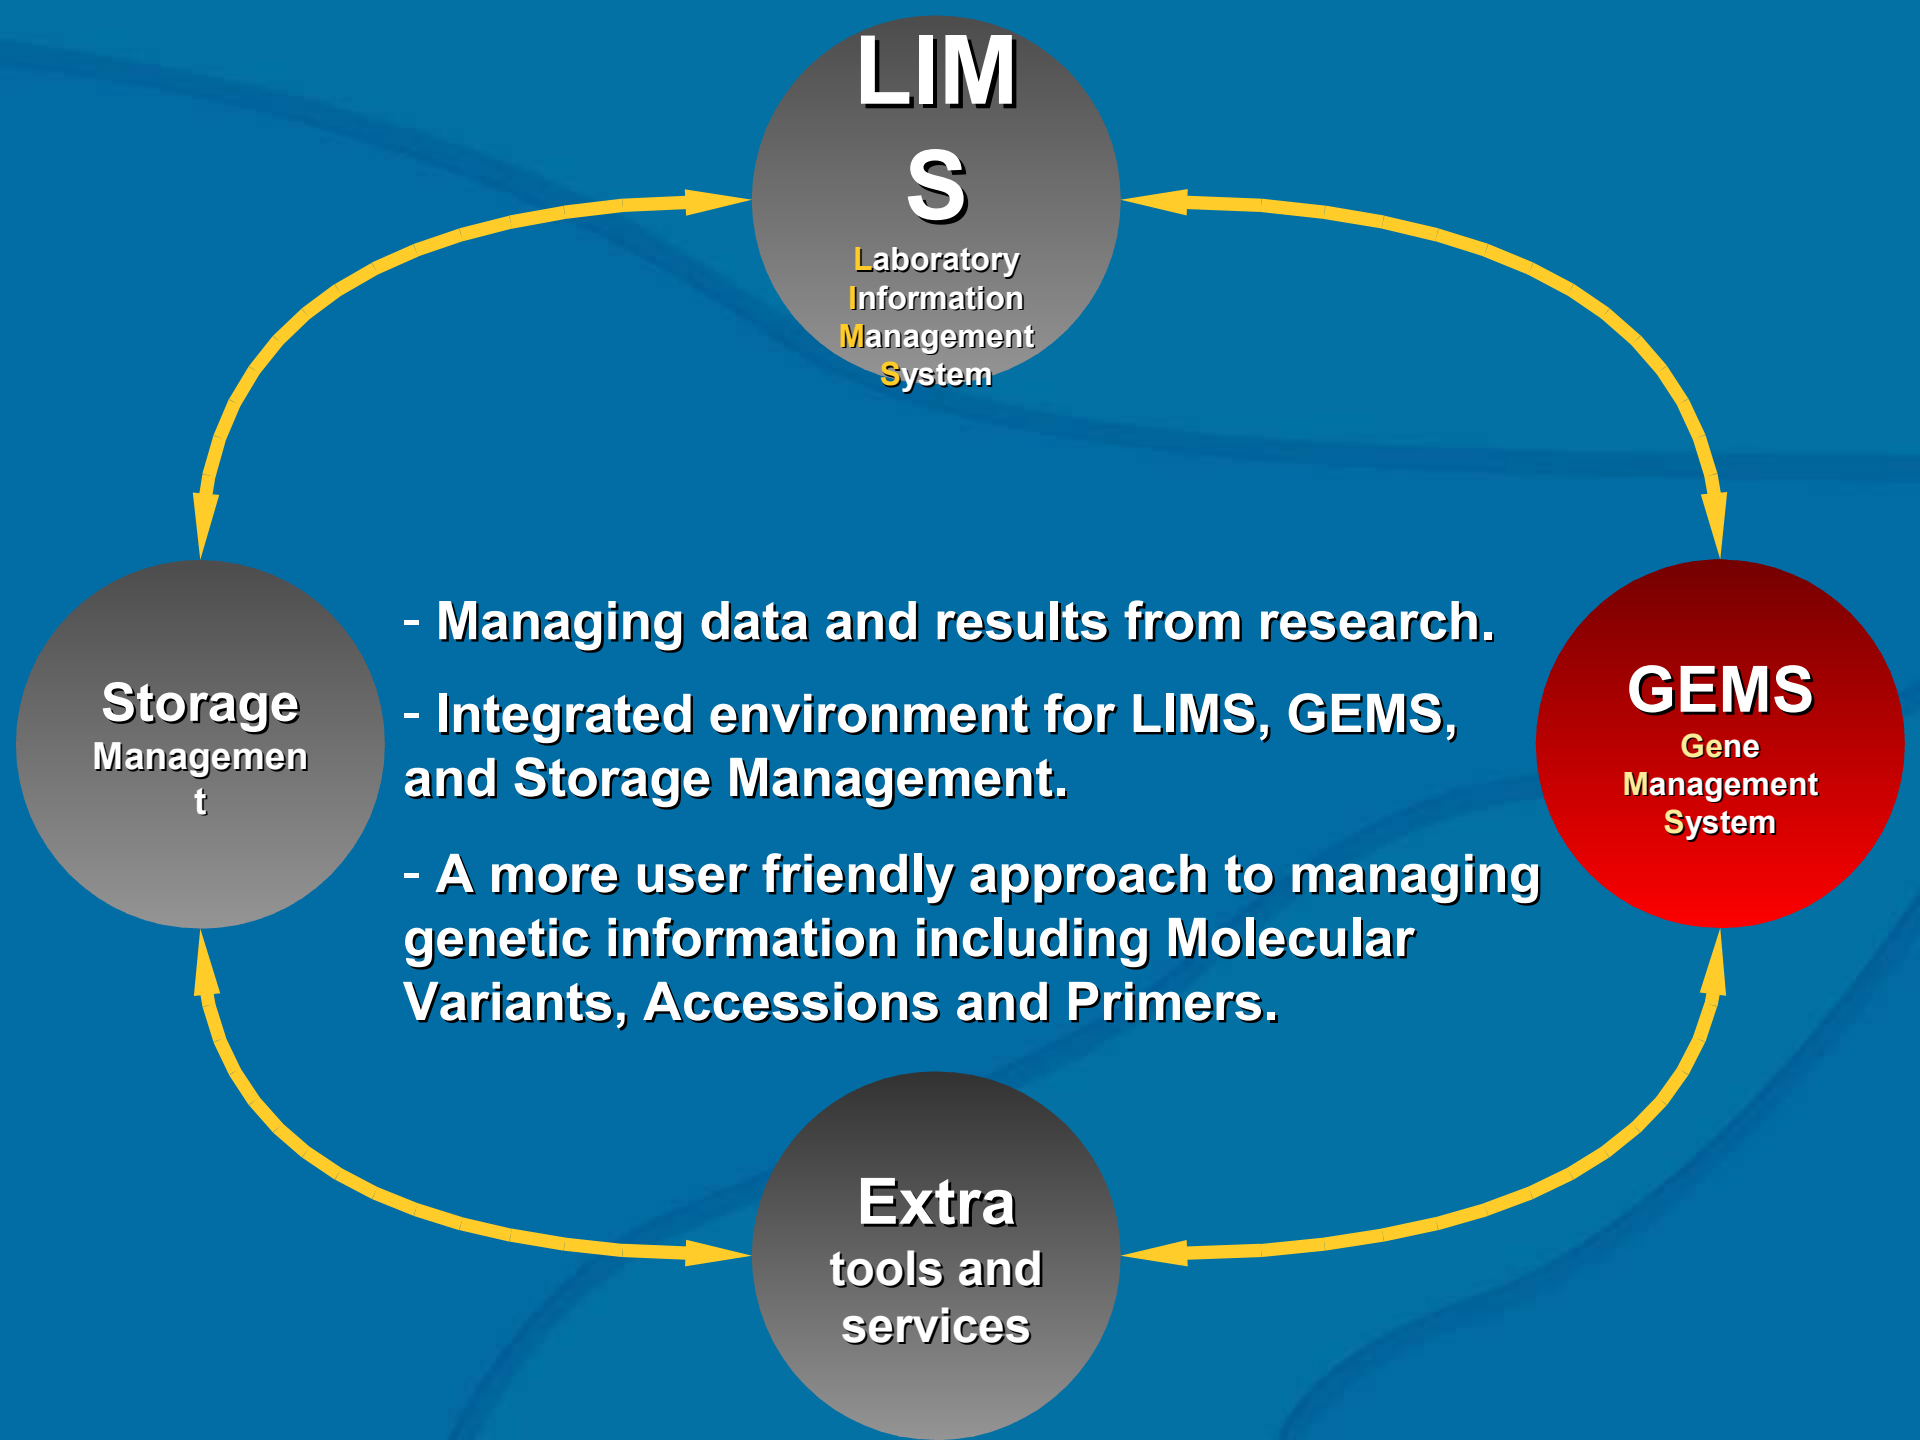 LIM
S
Laboratory
Information
Management
System
Storage
Managemen
t
- Managing data and results from research.
- Integrated environment for LIMS, GEMS,
and Storage Management.
- A more user friendly approach to managing
genetic information including Molecular
Variants, Accessions and Primers.
GEMS
Gene
Management
System
Extra
tools and
services